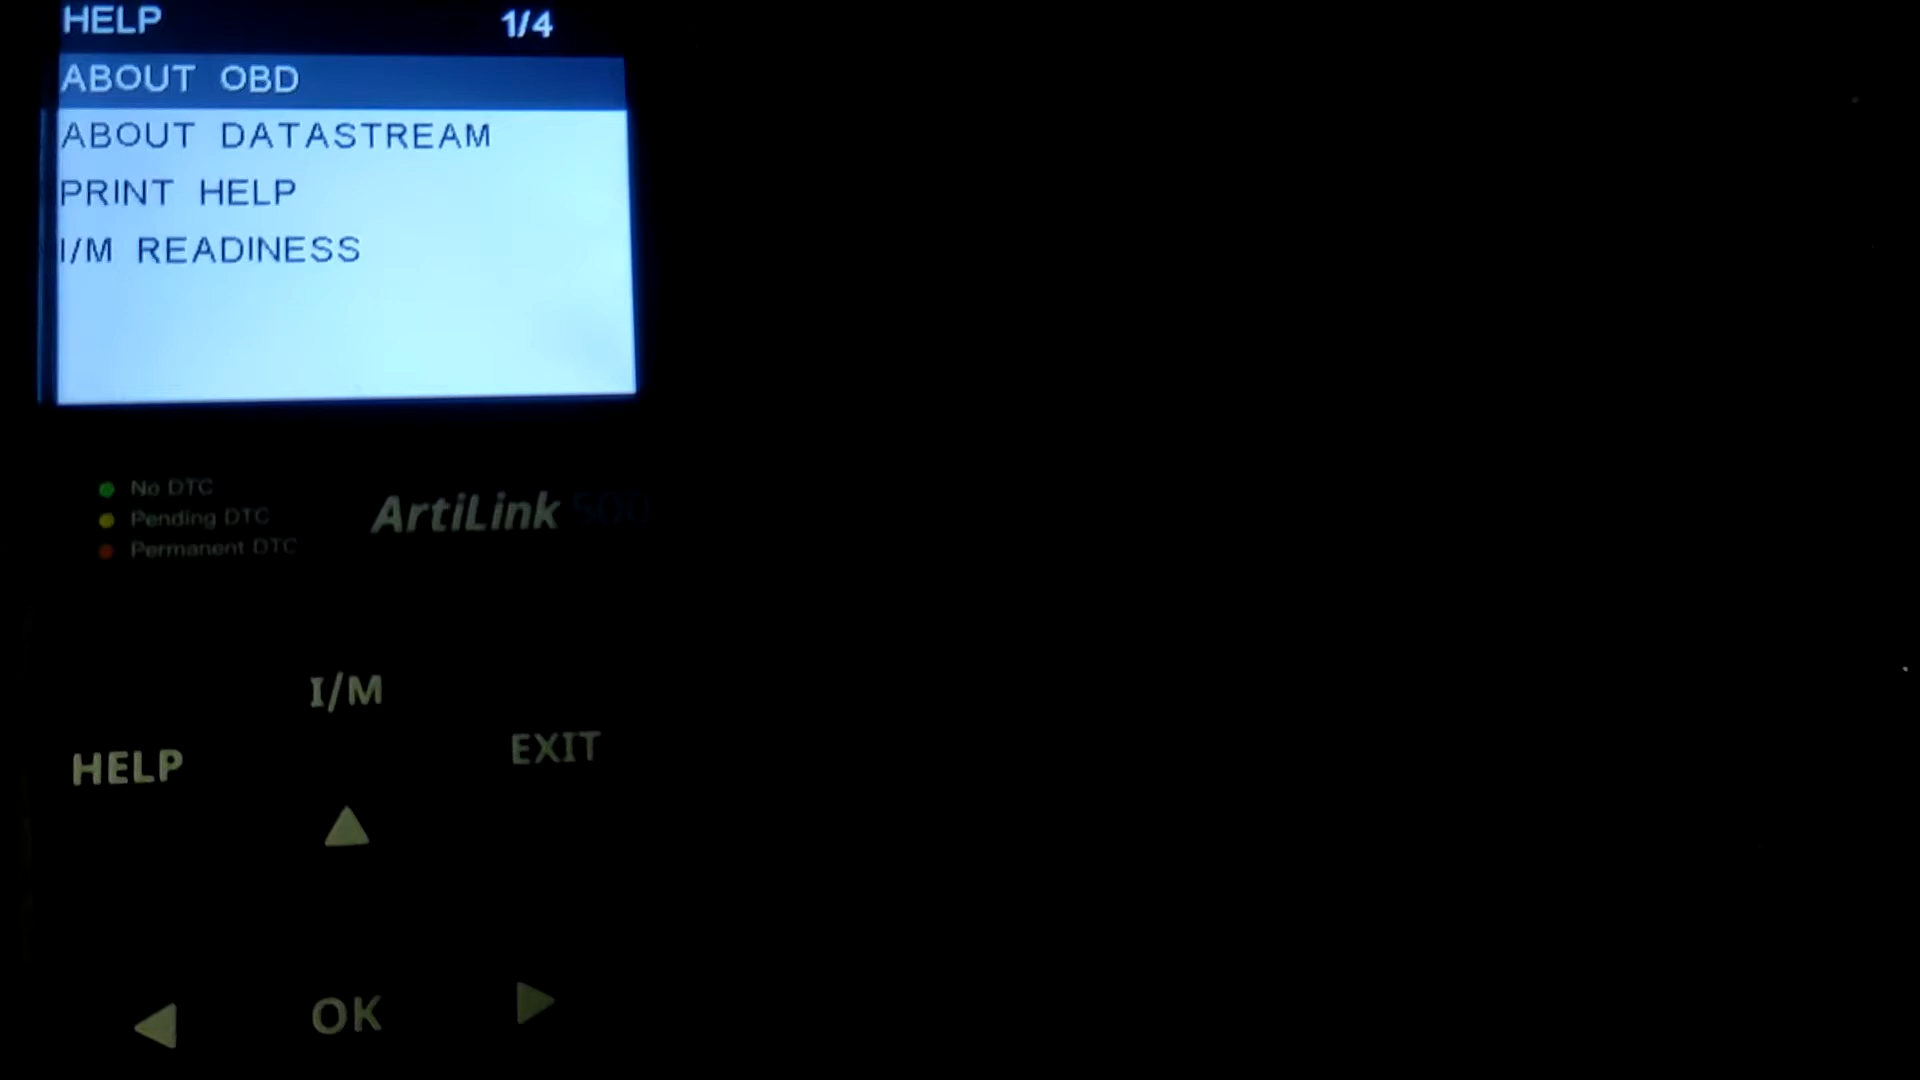 HELP 1/4
ABOUT OBD
ABOUT DATASTREAM
PRINT HELP
I/M READINESS
No DTC
Pending DTC
Permanent DTC
ArtiLink 500
I/M
HELP
EXIT
OK